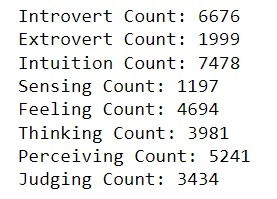 Introvert Count: 6676
Extrovert Count: 1999
Intuition Count: 7478
Sensing Count: 1197
Feeling Count: 4694
Thinking Count: 3981
Perceiving Count: 5241
Judging Count: 3434